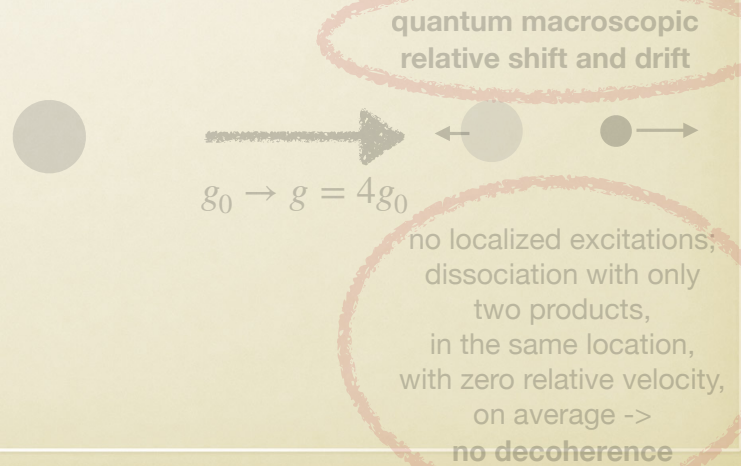 quantum macroscopic
relative shift and drift
g₀ → g = 4g₀
no localized excitations;
dissociation with only
two products,
in the same location,
with zero relative velocity,
on average ->
no decoherence